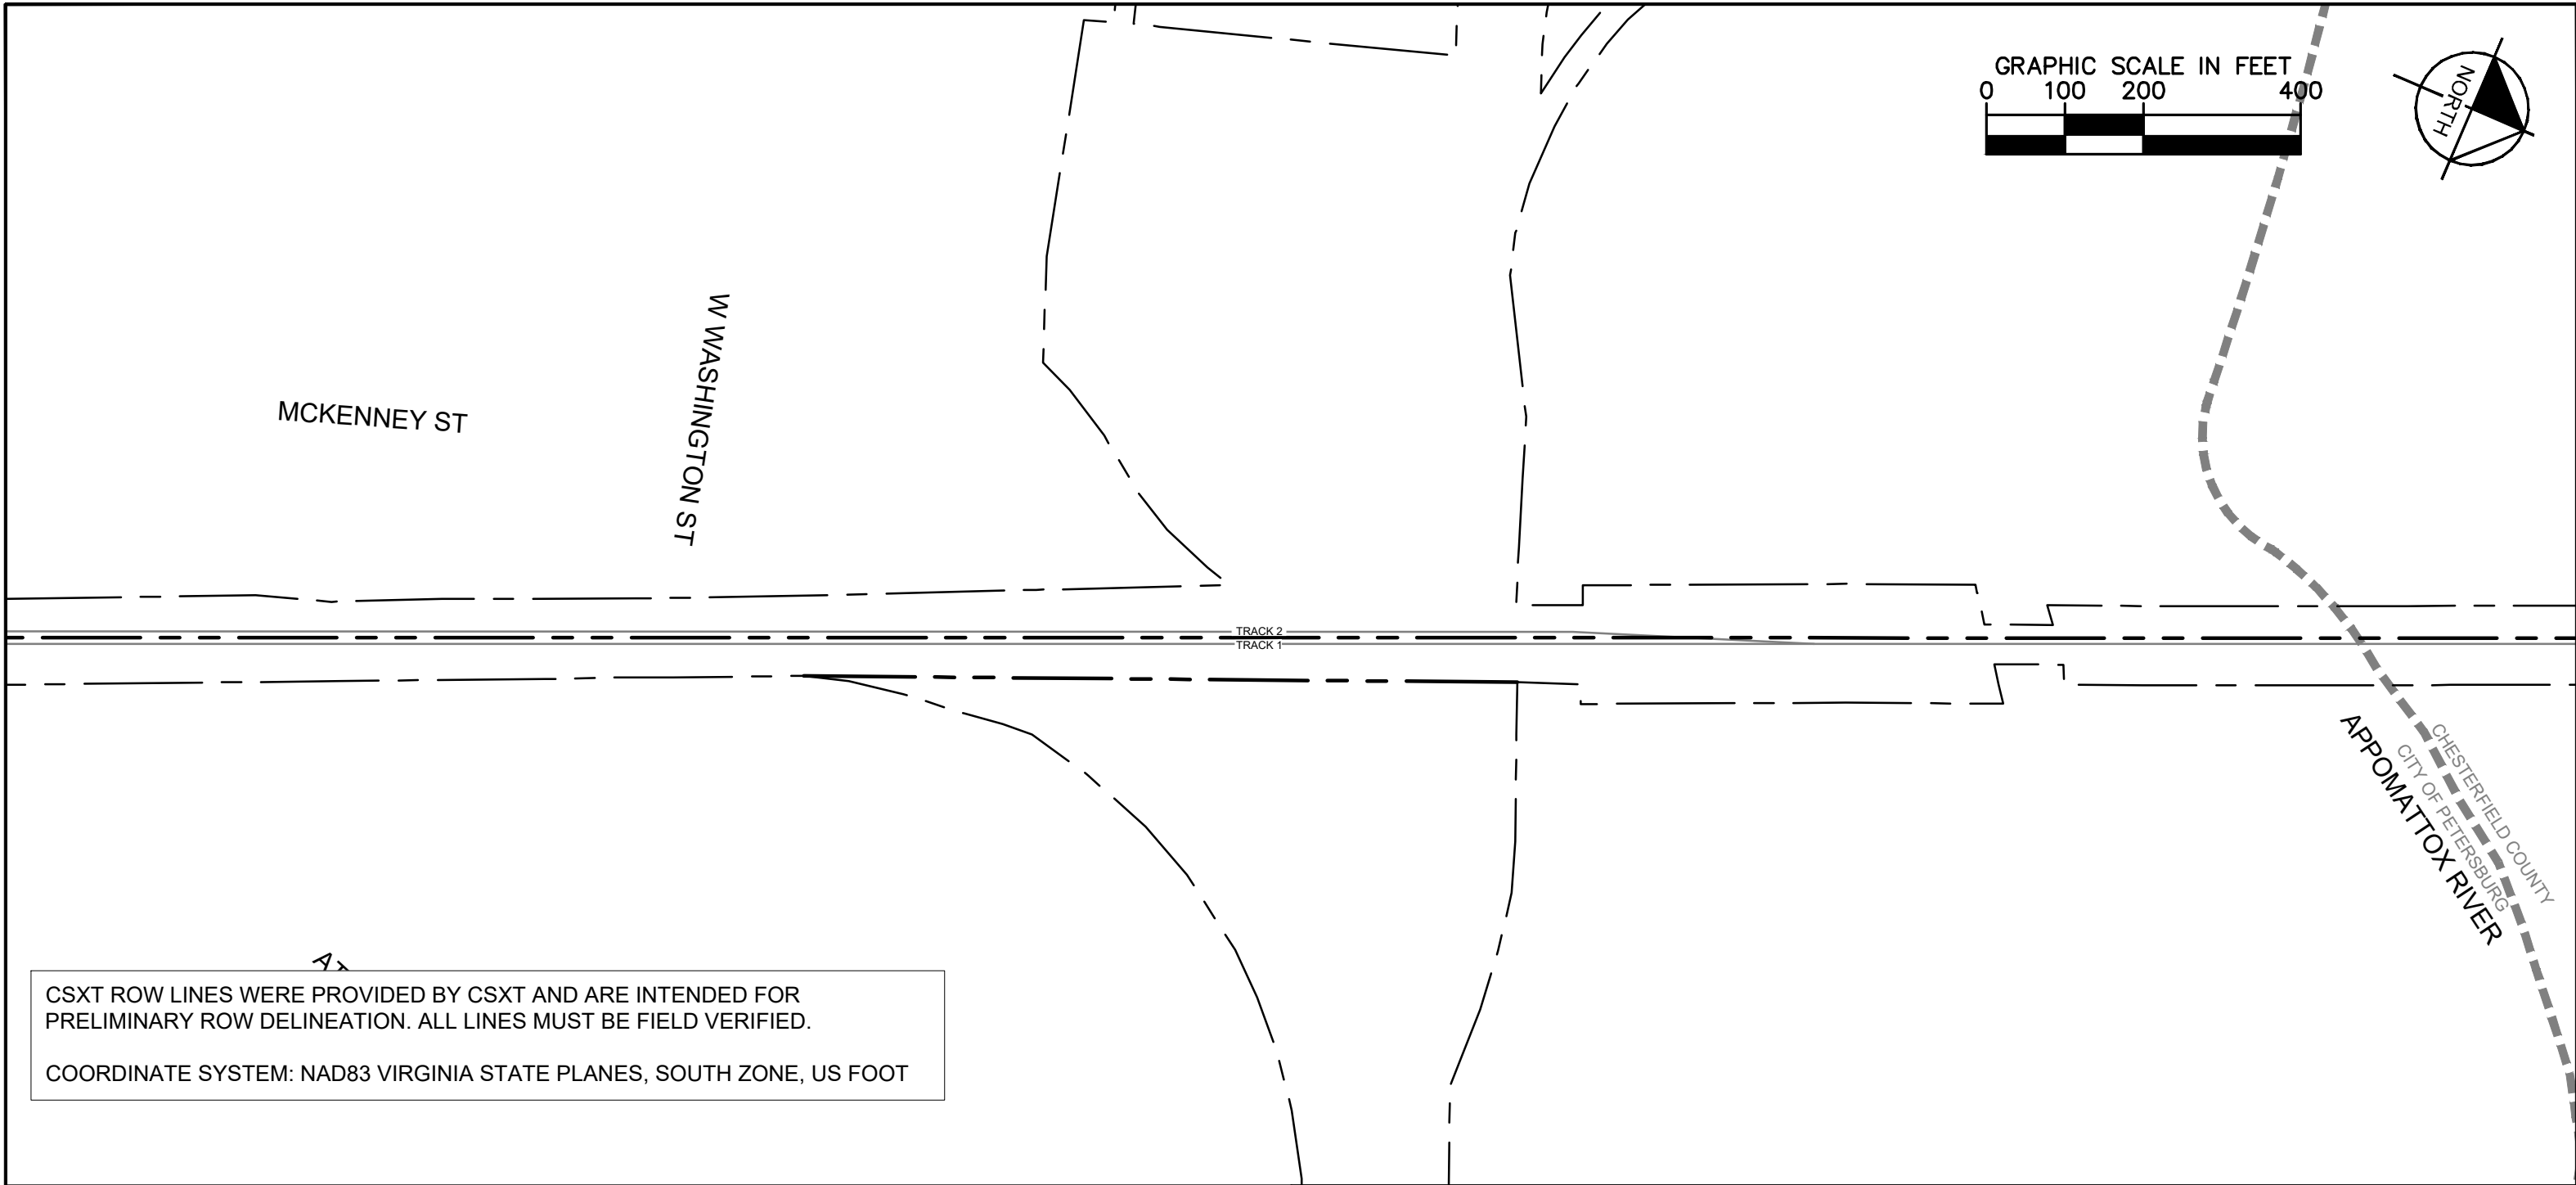 GRAPHIC SCALE IN FEET
0 100 200 400
NORTH
MCKENNEY ST
W WASHINGTON ST
TRACK 2
TRACK 1
CHESTERFIELD COUNTY
CITY OF PETERSBURG
APPOMATTOX RIVER
CSXT ROW LINES WERE PROVIDED BY CSXT AND ARE INTENDED FOR
PRELIMINARY ROW DELINEATION. ALL LINES MUST BE FIELD VERIFIED.
COORDINATE SYSTEM: NAD83 VIRGINIA STATE PLANES, SOUTH ZONE, US FOOT